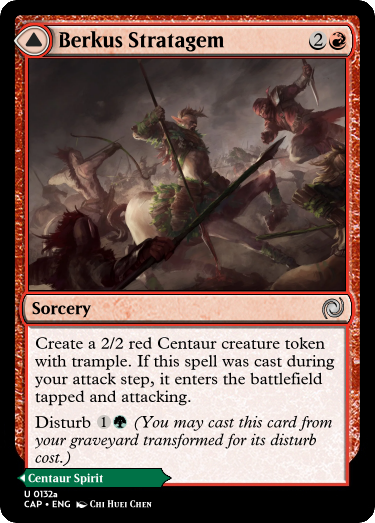 Berkus Stratagem 2
Sorcery
Create a 2/2 red Centaur creature token
with trample. If this spell was cast during
your attack step, it enters the battlefield
tapped and attacking.
Disturb 1 (You may cast this card from
your graveyard transformed for its disturb
cost.)
Centaur Spirit
U 0132a
CAP • ENG Chi Huei Chen